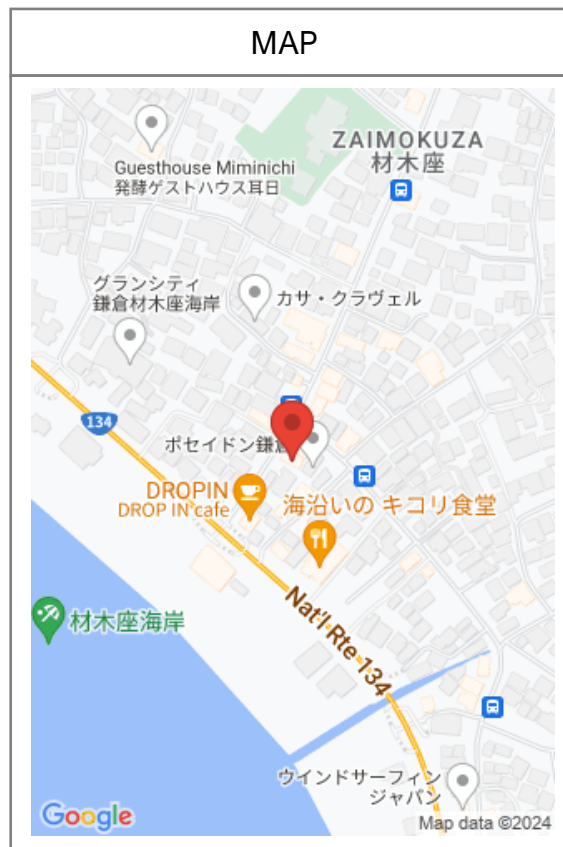 MAP
ZAIMOKUZA
材木座
Guesthouse Miminichi
発酵ゲストハウス耳日
グランシティ
鎌倉材木座海岸
カサ・クラヴェル
134
ポセイドン鎌倉
DROPIN
DROP IN cafe
海沿いの キコリ食堂
Nat'l Rte 134
材木座海岸
ウインドサーフィン
ジャパン
Google
Map data ©2024